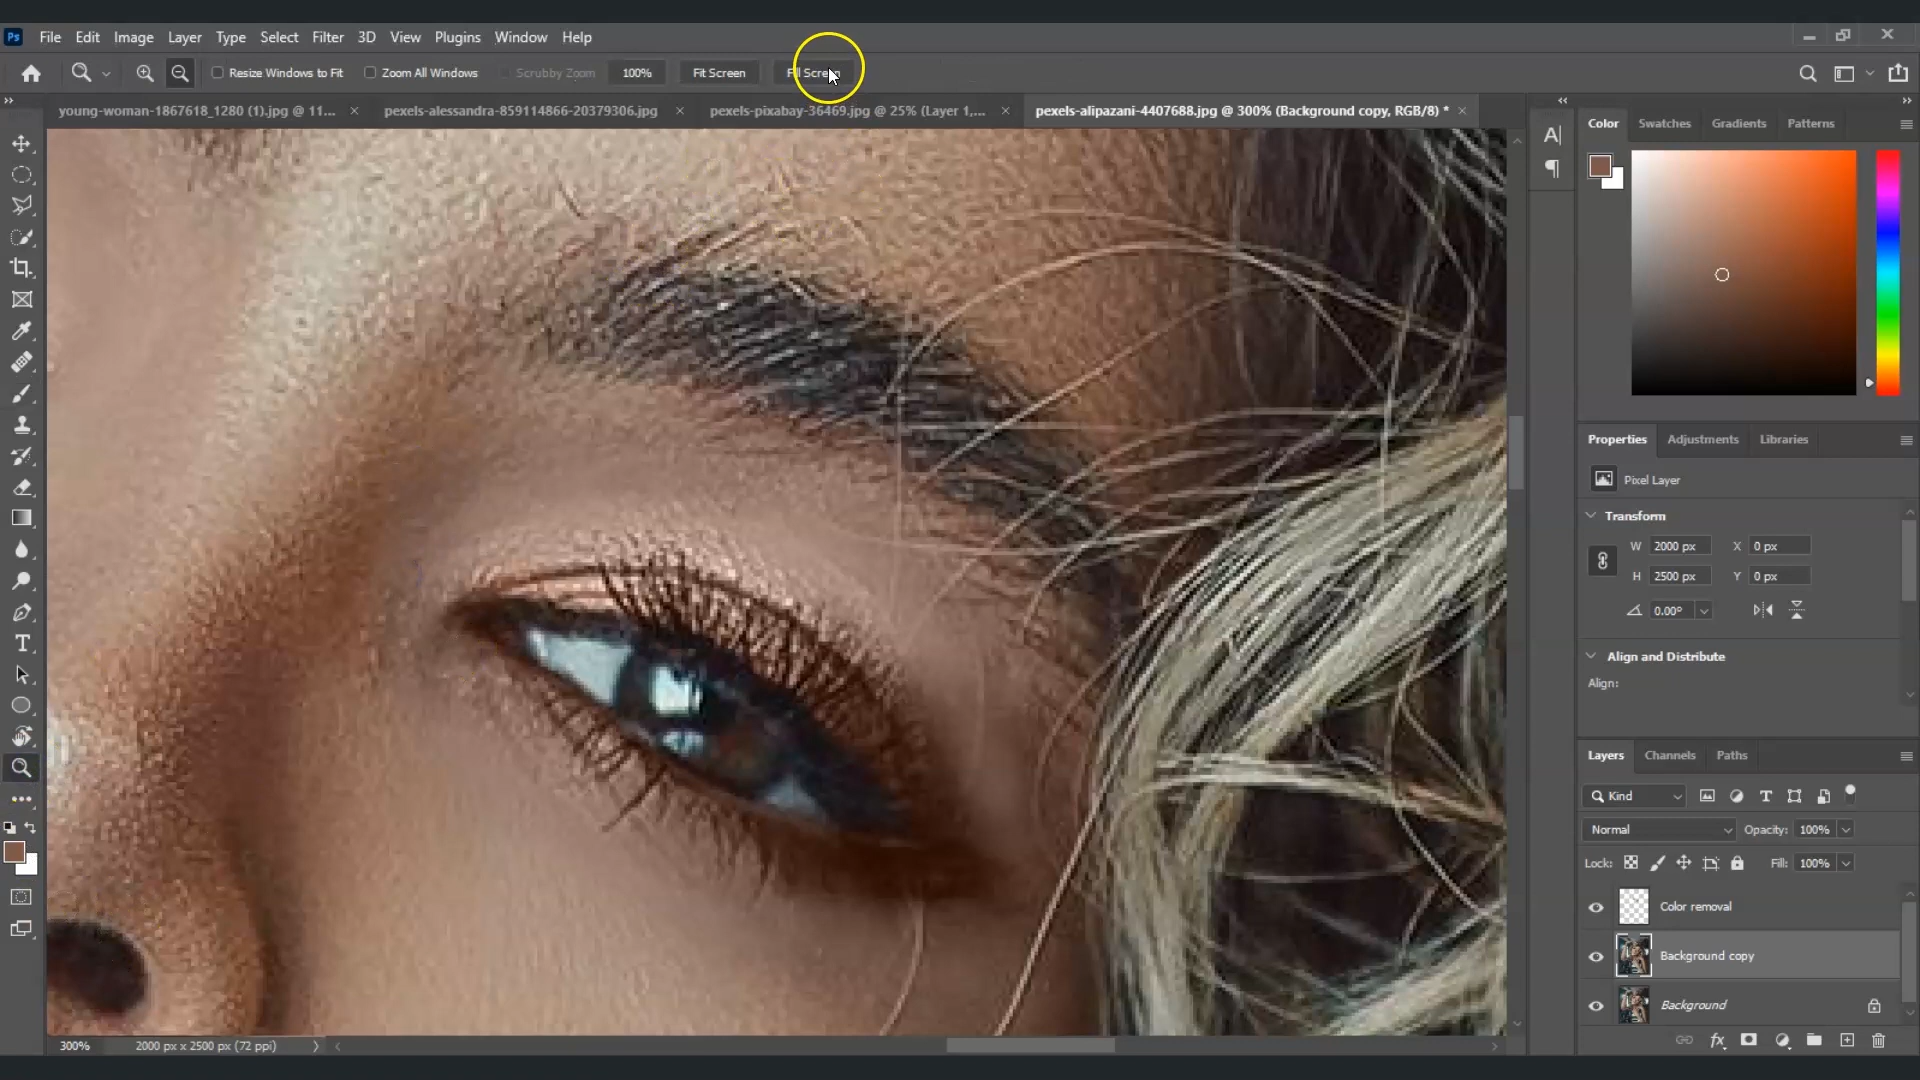 Ps File Edit Image Layer Type Select Filter 3D View Plugins Window Help
Resize Windows to Fit Zoom All Windows Scrubby Zoom 100% Fit Screen Fill Screen
young-woman-1867618_1280 (1).jpg @ 11... × pexels-alessandra-859114866-20379306.jpg × pexels-pixabay-36469.jpg @ 25% (Layer 1,... × pexels-alipazani-4407688.jpg @ 300% (Background copy, RGB/8) * ×
Color Swatches Gradients Patterns
Properties Adjustments Libraries
Pixel Layer
Transform
W 2000 px X 0 px
H 2500 px Y 0 px
0.00°
Align and Distribute
Align:
Layers Channels Paths
Kind
Normal Opacity: 100%
Lock: Fill: 100%
Color removal
Background copy
Background
fx
300% 2000 px x 2500 px (72 ppi)